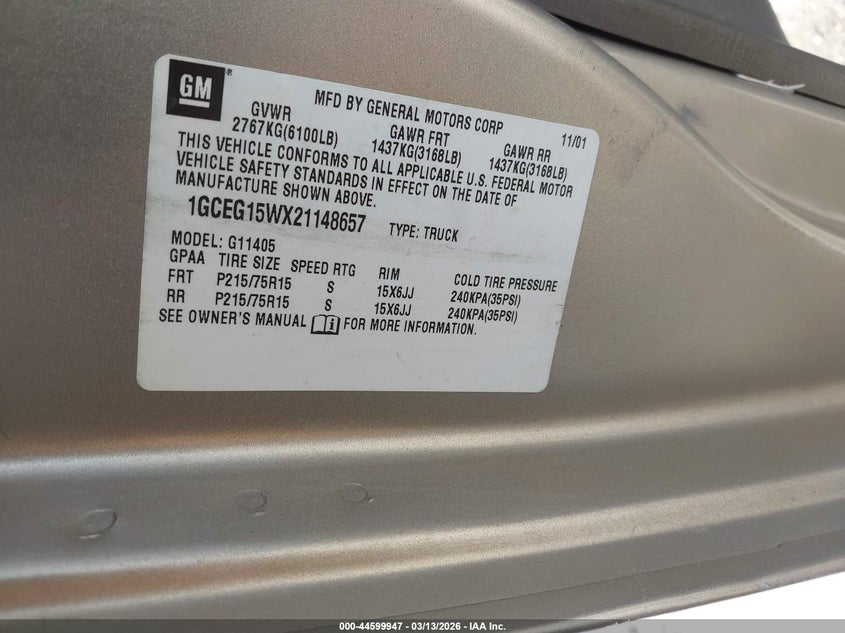 GM
MFD BY GENERAL MOTORS CORP 11/01
GVWR GAWR FRT GAWR RR
2767KG(6100LB) 1437KG(3168LB) 1437KG(3168LB)
THIS VEHICLE CONFORMS TO ALL APPLICABLE U.S. FEDERAL MOTOR
VEHICLE SAFETY STANDARDS IN EFFECT ON THE DATE OF
MANUFACTURE SHOWN ABOVE.
1GCEG15WX21148657 TYPE: TRUCK
MODEL: G11405
GPAA TIRE SIZE SPEED RTG RIM COLD TIRE PRESSURE
FRT P215/75R15 S 15X6JJ 240KPA(35PSI)
RR P215/75R15 S 15X6JJ 240KPA(35PSI)
SEE OWNER'S MANUAL FOR MORE INFORMATION.
000-44599947 — 03/13/2026 — IAA Inc.